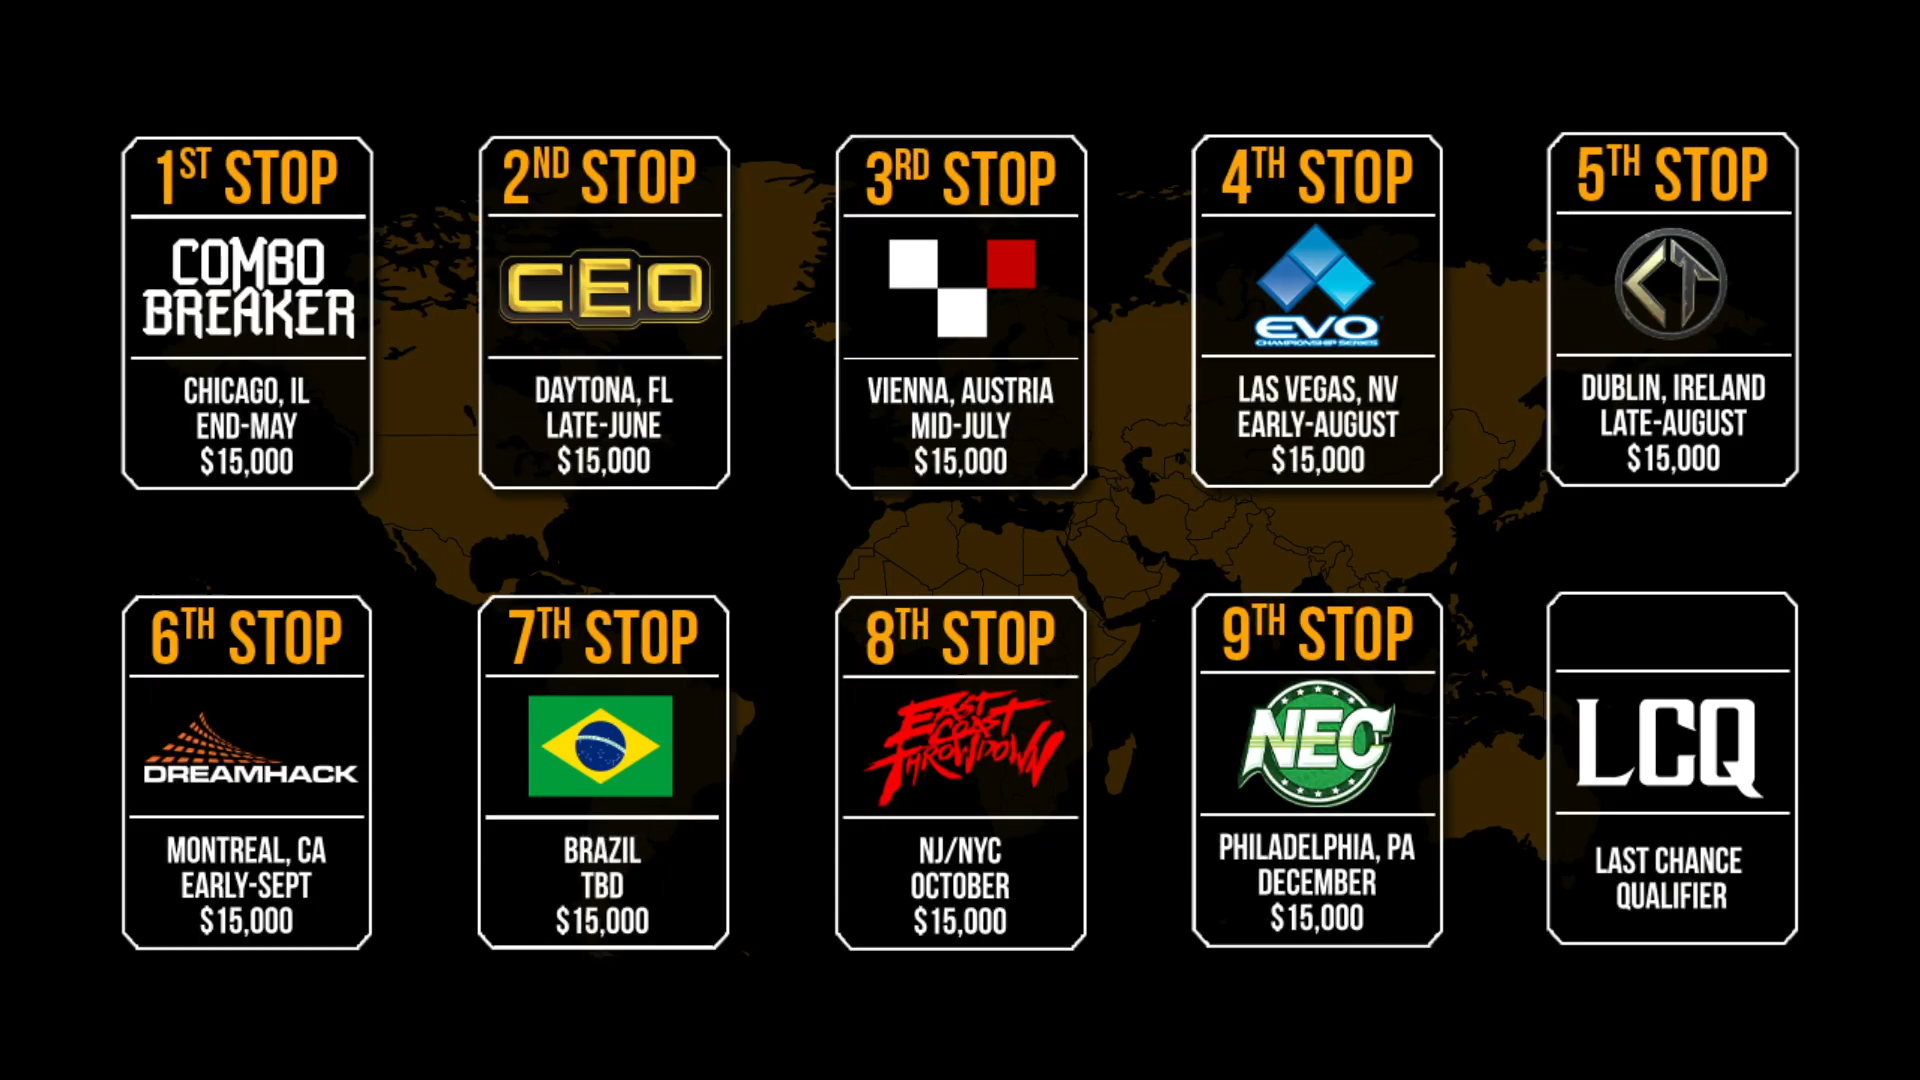 1ST STOP
COMBO
BREAKER
CHICAGO, IL
END-MAY
$15,000
2ND STOP
CEO
DAYTONA, FL
LATE-JUNE
$15,000
3RD STOP
VIENNA, AUSTRIA
MID-JULY
$15,000
4TH STOP
EVO
CHAMPIONSHIP SERIES
LAS VEGAS, NV
EARLY-AUGUST
$15,000
5TH STOP
CT
DUBLIN, IRELAND
LATE-AUGUST
$15,000
6TH STOP
DREAMHACK
MONTREAL, CA
EARLY-SEPT
$15,000
7TH STOP
BRAZIL
TBD
$15,000
8TH STOP
EAST
COAST
THROWDOWN
NJ/NYC
OCTOBER
$15,000
9TH STOP
NEC
PHILADELPHIA, PA
DECEMBER
$15,000
LCQ
LAST CHANCE
QUALIFIER